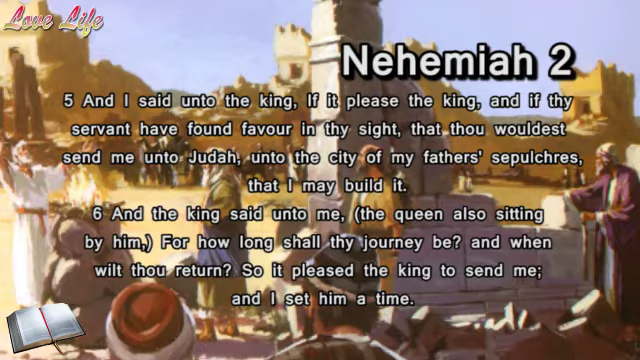 Love Life
Nehemiah 2
5 And I said unto the king, If it please the king, and if thy
servant have found favour in thy sight, that thou wouldest
send me unto Judah, unto the city of my fathers' sepulchres,
that I may build it.
6 And the king said unto me, (the queen also sitting
by him,) For how long shall thy journey be? and when
wilt thou return? So it pleased the king to send me;
and I set him a time.